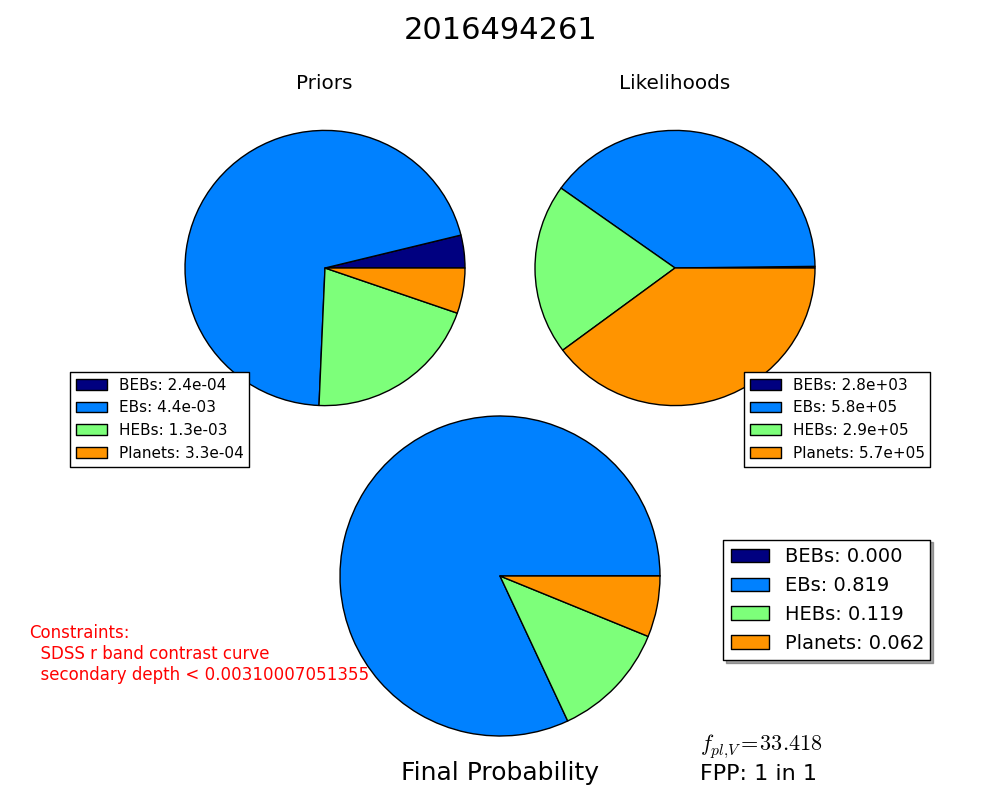 2016494261
Priors
Likelihoods
BEBs: 2.4e-04
EBs: 4.4e-03
HEBs: 1.3e-03
Planets: 3.3e-04
BEBs: 2.8e+03
EBs: 5.8e+05
HEBs: 2.9e+05
Planets: 5.7e+05
BEBs: 0.000
EBs: 0.819
HEBs: 0.119
Planets: 0.062
Constraints:
SDSS r band contrast curve
secondary depth < 0.00310007051355
Final Probability
f_{pl,V}=33.418
FPP: 1 in 1